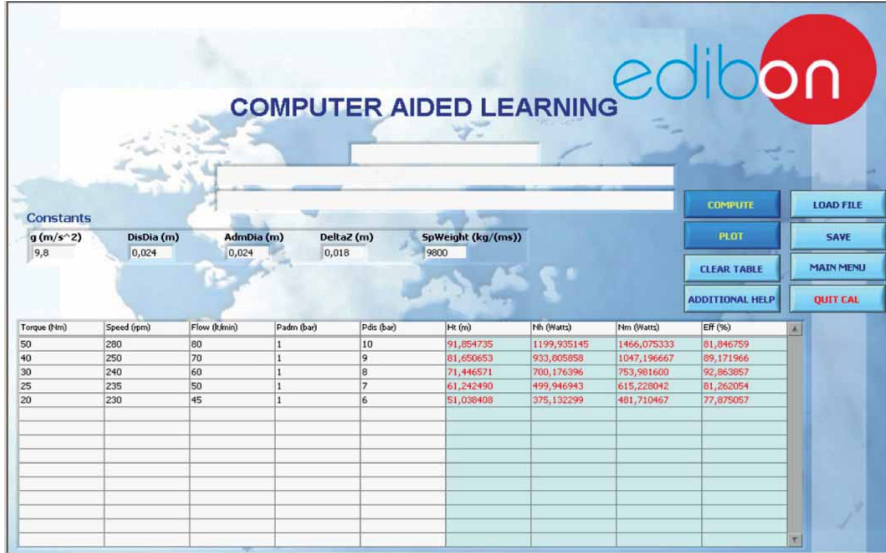 edibon
COMPUTER AIDED LEARNING
COMPUTE LOAD FILE
Constants
g (m/s^2) DisDia (m) AdmDia (m) DeltaZ (m) SpWeight (kg/(ms))
PLOT SAVE
9,8 0,024 0,024 0,018 9800
CLEAR TABLE MAIN MENU
ADDITIONAL HELP QUIT CAL
Torque (Nm) Speed (rpm) Flow (lt/min) Padm (bar) Pdis (bar) Ht (m) Nh (Watts) Nm (Watts) Eff (%)
50 280 80 1 10 91,854735 1199,935145 1466,075333 81,846759
40 250 70 1 9 81,650653 933,805858 1047,196667 89,171966
30 240 60 1 8 71,446571 700,176396 753,981600 92,863857
25 235 50 1 7 61,242490 499,946943 615,228042 81,262054
20 230 45 1 6 51,038408 375,132299 481,710467 77,875057